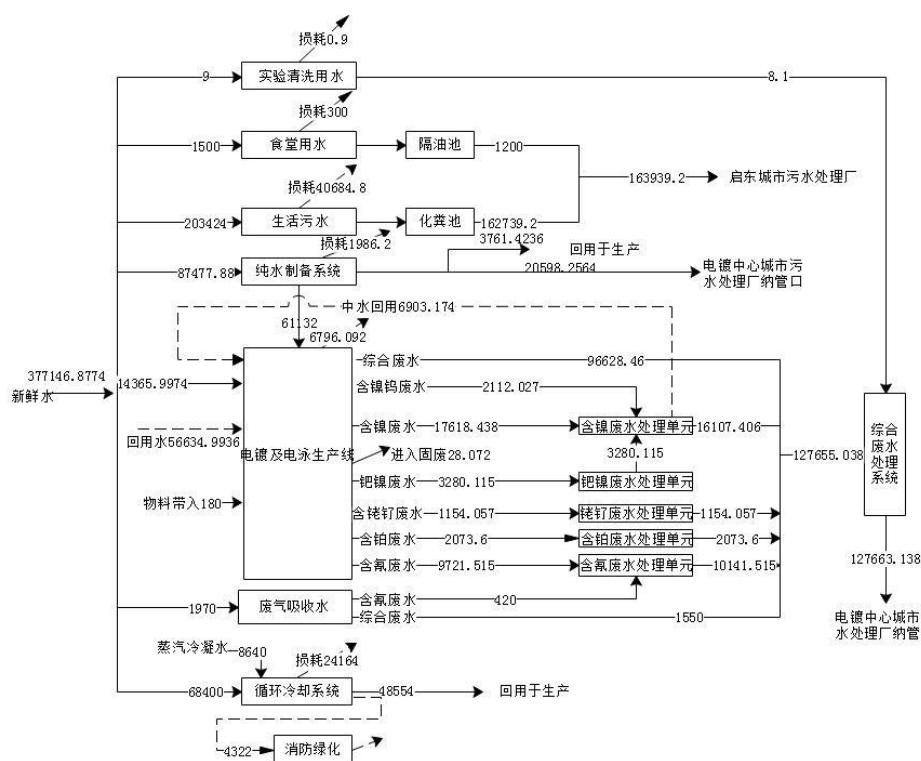 损耗0.9
9
实验清洗用水
8.1
损耗300
1500
食堂用水
隔油池
1200
163939.2
启东城市污水处理厂
损耗40684.8
203424
生活污水
化粪池
162739.2
损耗1986.2
3761.4236
回用于生产
87477.88
纯水制备系统
20598.2564
电镀中心城市污
水处理厂纳管口
中水回用6903.174
61132
6796.092
综合废水
96628.46
377146.8774
新鲜水
14365.9974
含镍钨废水
2112.027
含镍废水
17618.438
含镍废水处理单元
16107.406
回用水56634.9936
电镀及电泳生产线
进入固废28.072
3280.115
127655.038
综合
废水
处理
系统
物料带入180
钯镍废水
3280.115
钯镍废水处理单元
含铑钌废水
1154.057
铑钌废水处理单元
1154.057
含铂废水
2073.6
含铂废水处理单元
2073.6
含氰废水
9721.515
含氰废水处理单元
10141.515
127663.138
1970
废气吸收水
含氰废水
420
综合废水
1550
电镀中心城市
水处理厂纳管
蒸汽冷凝水
8640
损耗24164
68400
循环冷却系统
48554
回用于生产
4322
消防绿化